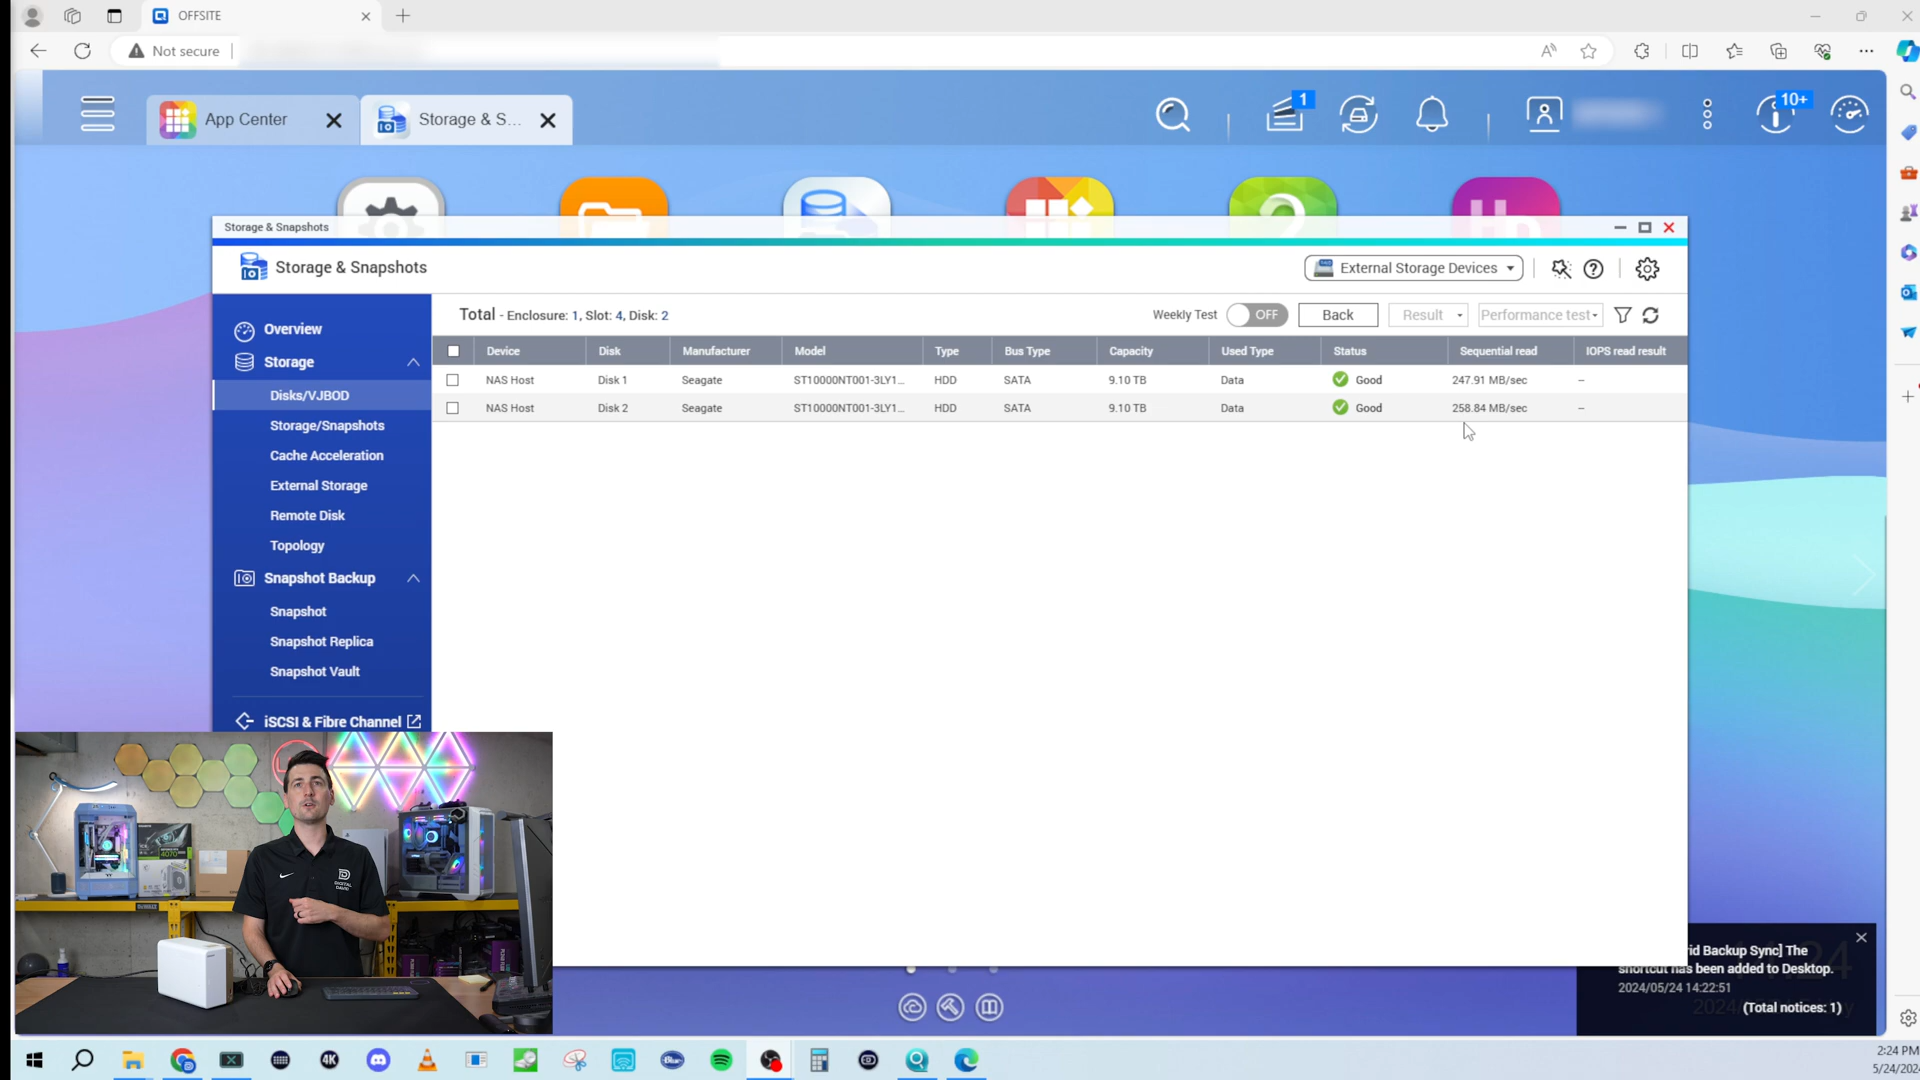 OFFSITE
Not secure
App Center
Storage & S...
1
10+
Storage & Snapshots
Storage & Snapshots
External Storage Devices
Overview
Storage
Disks/VJBOD
Storage/Snapshots
Cache Acceleration
External Storage
Remote Disk
Topology
Snapshot Backup
Snapshot
Snapshot Replica
Snapshot Vault
iSCSI & Fibre Channel
Total - Enclosure: 1, Slot: 4, Disk: 2
Weekly Test OFF Back Result Performance test
Device Disk Manufacturer Model Type Bus Type Capacity Used Type Status Sequential read IOPS read result
NAS Host Disk 1 Seagate ST10000NT001-3LY1... HDD SATA 9.10 TB Data Good 247.91 MB/sec --
NAS Host Disk 2 Seagate ST10000NT001-3LY1... HDD SATA 9.10 TB Data Good 258.84 MB/sec --
DIGITAL
DAVID
id Backup Sync] The
shortcut has been added to Desktop.
2024/05/24 14:22:51
(Total notices: 1)
4K
2:24 PM
5/24/202